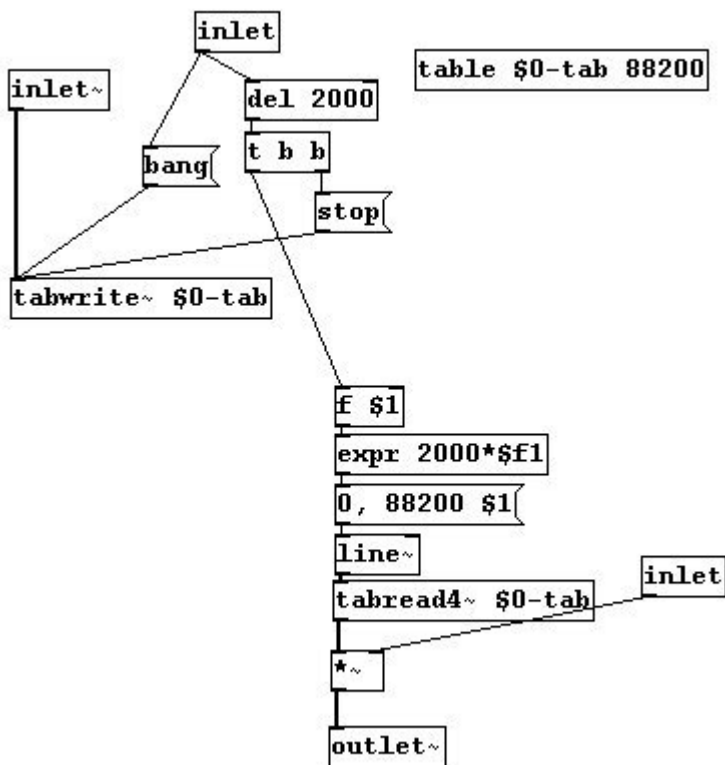 inlet
table $0-tab 88200
inlet~
del 2000
t b b
bang
stop
tabwrite~ $0-tab
f $1
expr 2000*$f1
0, 88200 $1
line~
inlet
tabread4~ $0-tab
*~
outlet~